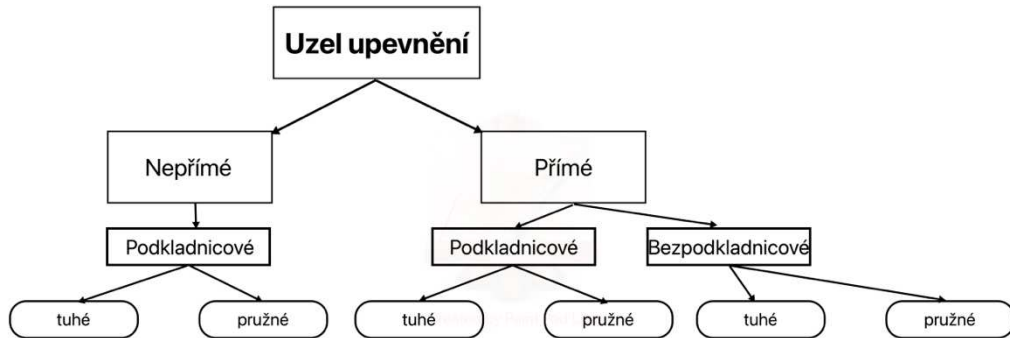 Uzel upevnění
Nepřímé
Přímé
Podkladnicové
Podkladnicové
Bezpodkladnicové
tuhé
pružné
tuhé
pružné
tuhé
pružné